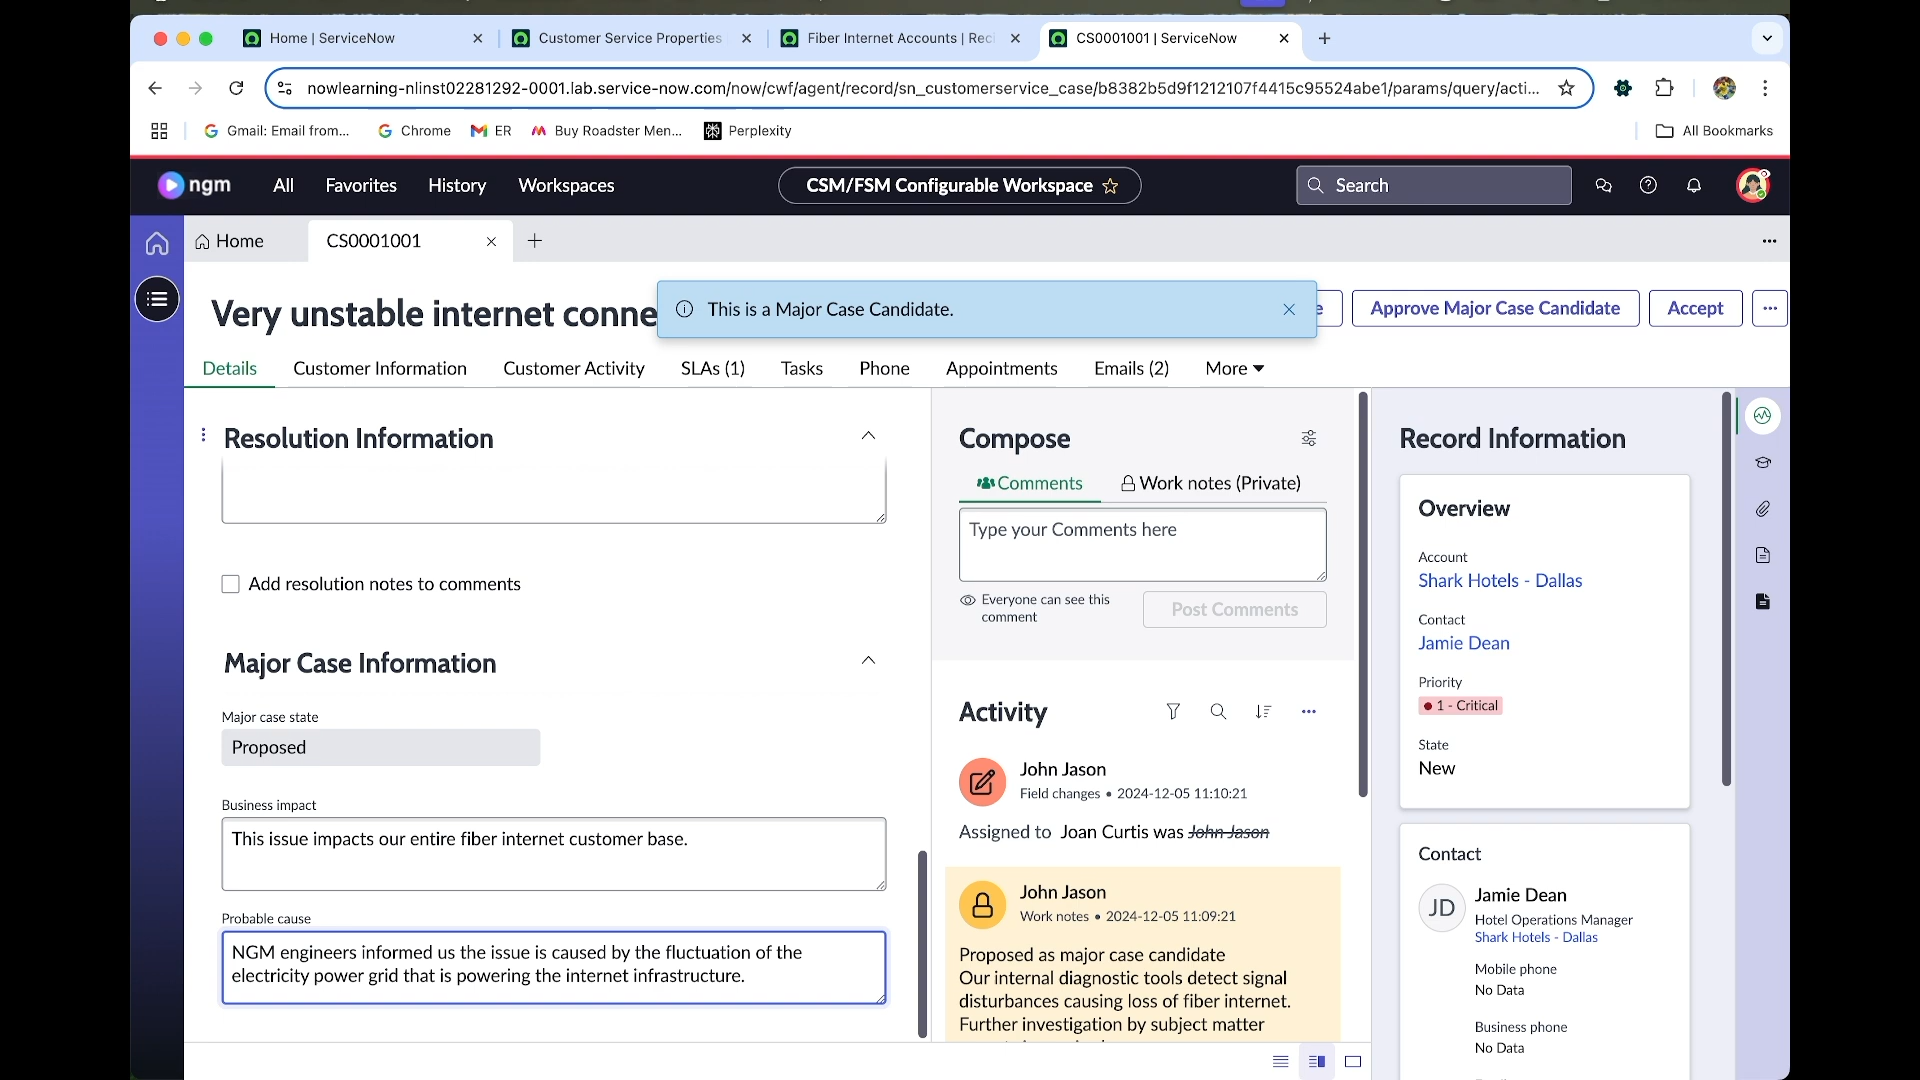 Home | ServiceNow
Customer Service Properties
Fiber Internet Accounts | Rec
CS0001001 | ServiceNow
nowlearning-nlinst02281292-0001.lab.service-now.com/now/cwf/agent/record/sn_customerservice_case/b8382b5d9f1212107f4415c95524abe1/params/query/acti...
Gmail: Email from...
Chrome
ER
Buy Roadster Men...
Perplexity
All Bookmarks
ngm
All
Favorites
History
Workspaces
CSM/FSM Configurable Workspace
Search
Home
CS0001001
Very unstable internet conne
This is a Major Case Candidate.
e
Approve Major Case Candidate
Accept
Details
Customer Information
Customer Activity
SLAs (1)
Tasks
Phone
Appointments
Emails (2)
More
Resolution Information
Add resolution notes to comments
Major Case Information
Major case state
Proposed
Business impact
This issue impacts our entire fiber internet customer base.
Probable cause
NGM engineers informed us the issue is caused by the fluctuation of the
electricity power grid that is powering the internet infrastructure.
Compose
Comments
Work notes (Private)
Type your Comments here
Everyone can see this
comment
Post Comments
Activity
John Jason
Field changes • 2024-12-05 11:10:21
Assigned to Joan Curtis was John Jason
John Jason
Work notes • 2024-12-05 11:09:21
Proposed as major case candidate
Our internal diagnostic tools detect signal
disturbances causing loss of fiber internet.
Further investigation by subject matter
Record Information
Overview
Account
Shark Hotels - Dallas
Contact
Jamie Dean
Priority
1 - Critical
State
New
Contact
JD
Jamie Dean
Hotel Operations Manager
Shark Hotels - Dallas
Mobile phone
No Data
Business phone
No Data